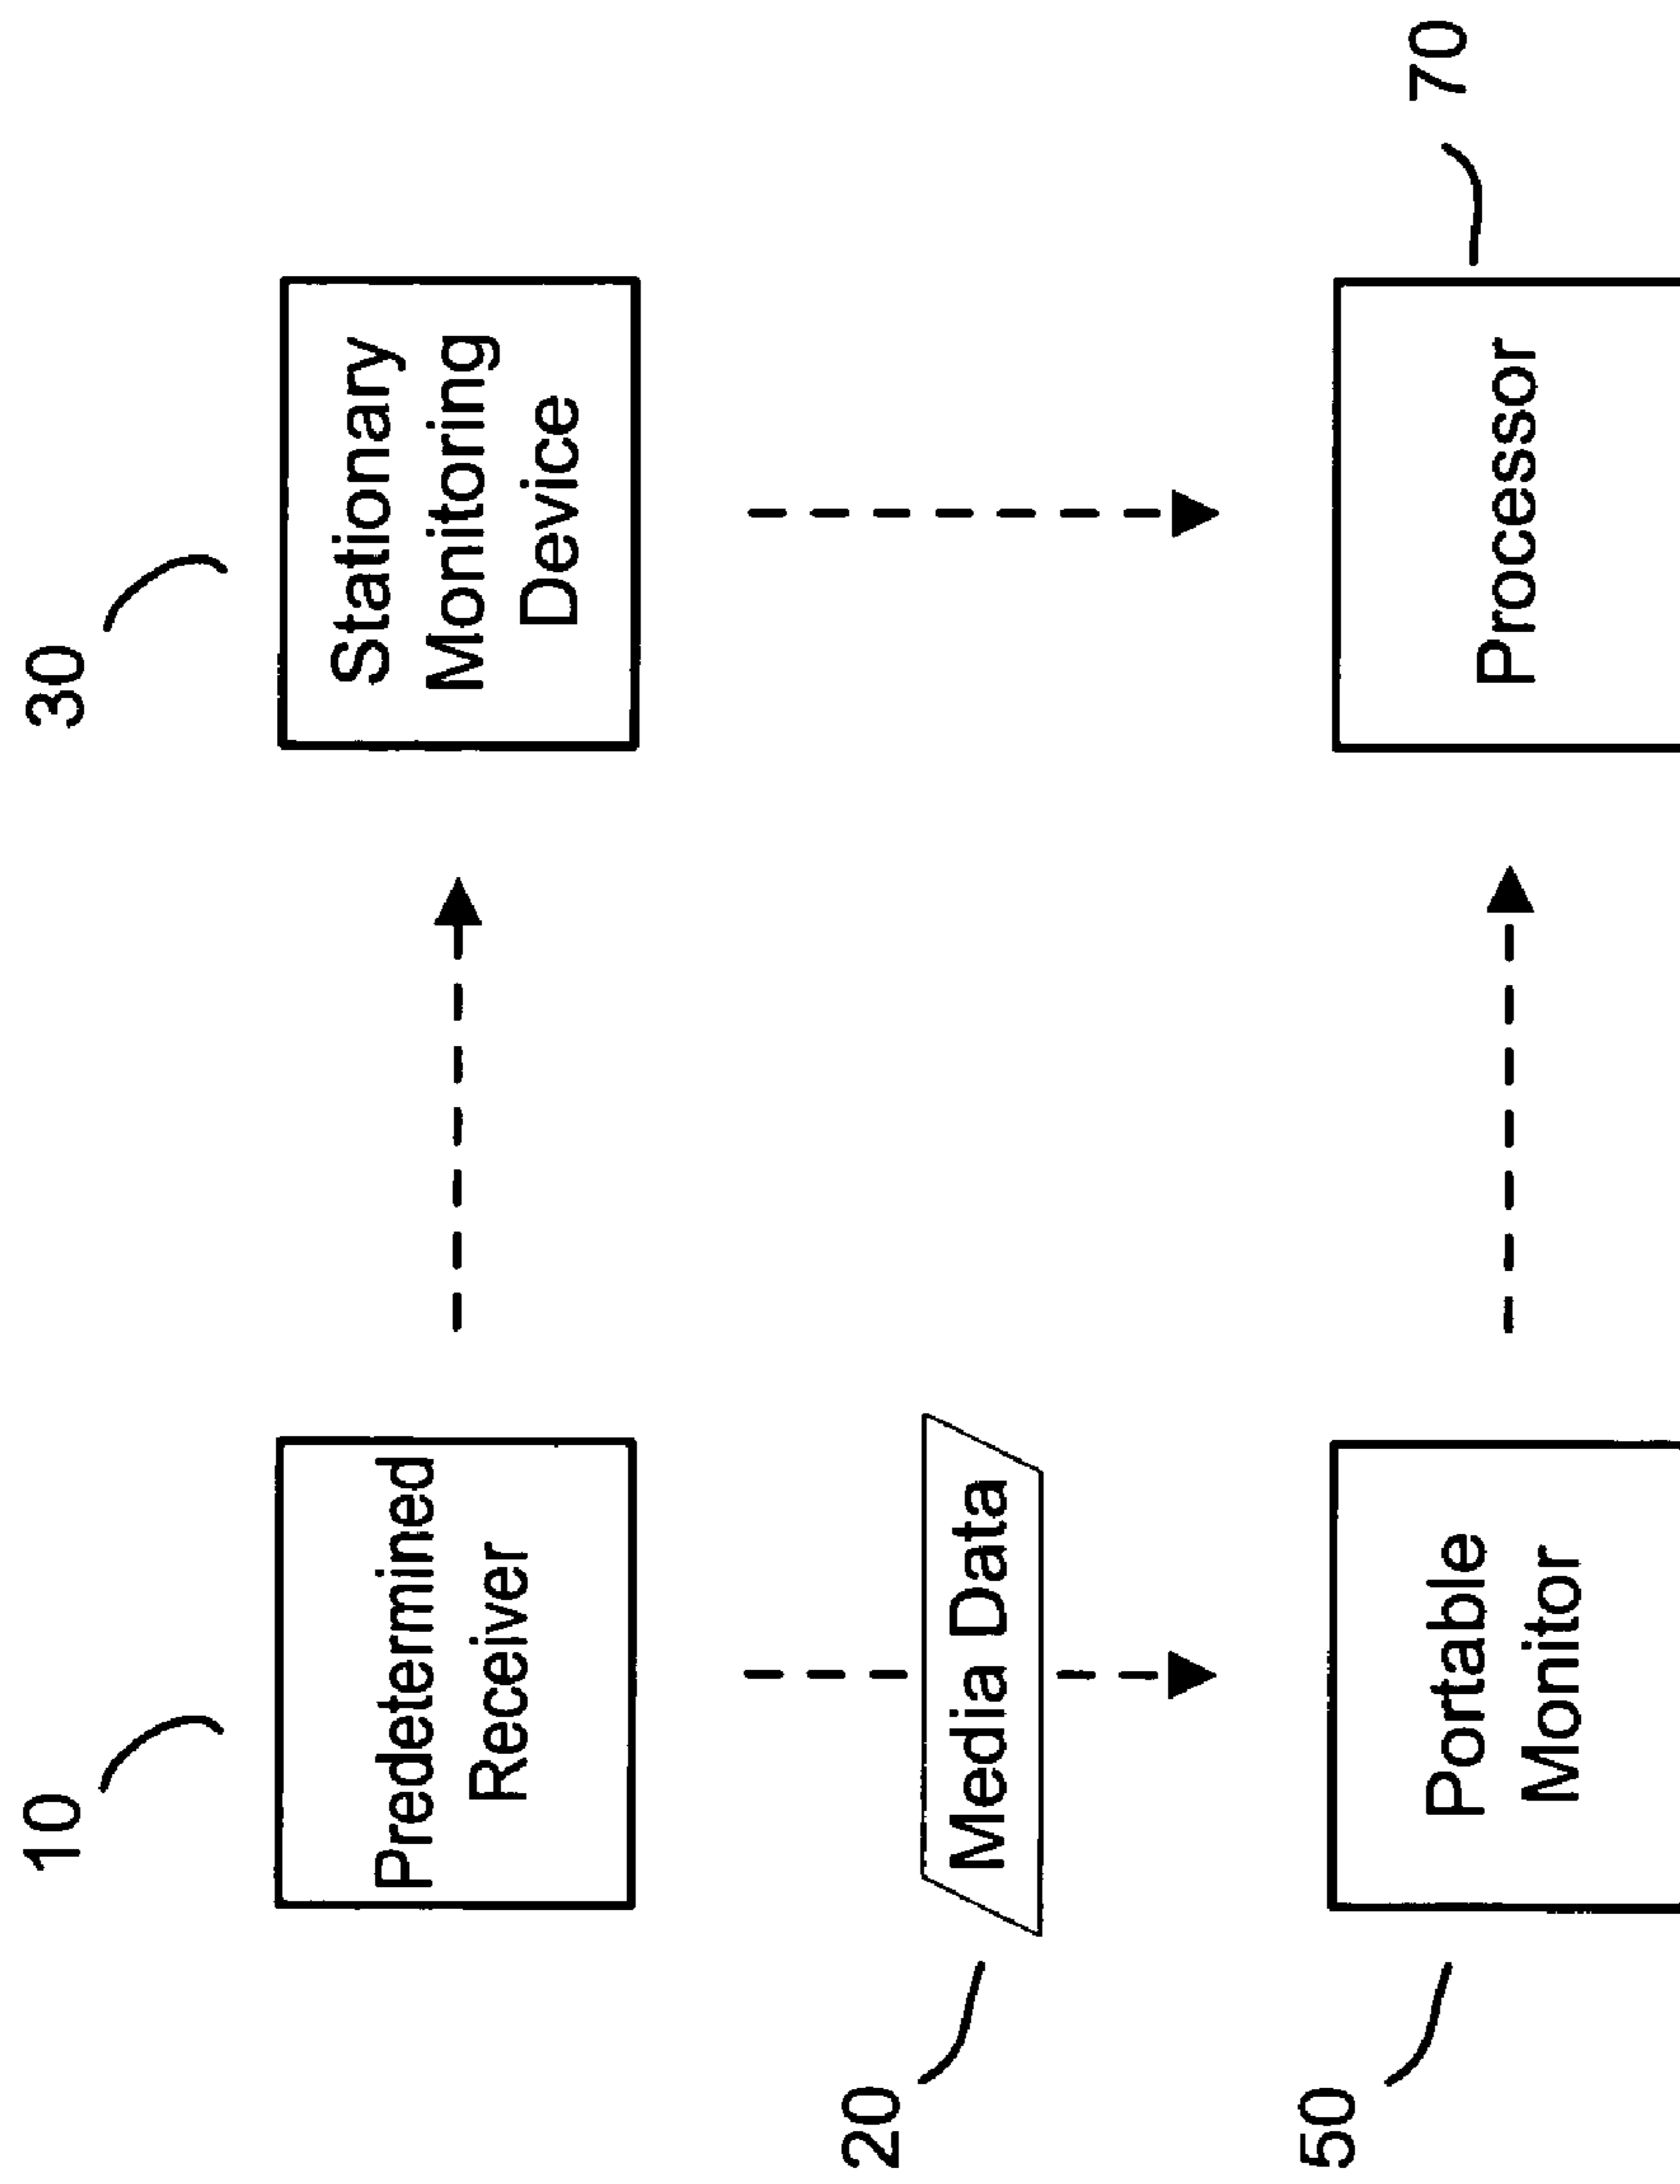 10
Predetermined
Receiver
30
Stationary
Monitoring
Device
20
Media Data
50
Portable
Monitor
70
Processor